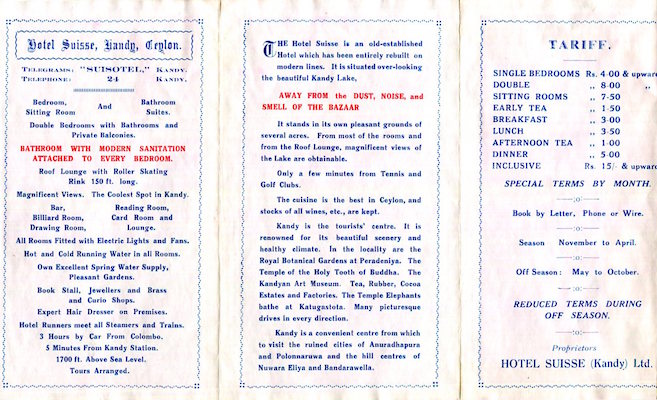 Hotel Suisse, Kandy, Ceylon.
TELEGRAMS: "SUISOTEL," KANDY.
TELEPHONE: 24 KANDY.
Bedroom, Sitting Room And Bathroom Suites.
Double Bedrooms with Bathrooms and
Private Balconies.
BATHROOM WITH MODERN SANITATION
ATTACHED TO EVERY BEDROOM.
Roof Lounge with Roller Skating
Rink 150 ft. long.
Magnificent Views. The Coolest Spot in Kandy.
Bar, Reading Room,
Billiard Room, Card Room and
Drawing Room, Lounge.
All Rooms Fitted with Electric Lights and Fans.
Hot and Cold Running Water in all Rooms.
Own Excellent Spring Water Supply,
Pleasant Gardens.
Book Stall, Jewellers and Brass
and Curio Shops.
Expert Hair Dresser on Premises.
Hotel Runners meet all Steamers and Trains.
3 Hours by Car From Colombo.
5 Minutes From Kandy Station.
1700 ft. Above Sea Level.
Tours Arranged.
THE Hotel Suisse is an old-established
Hotel which has been entirely rebuilt on
modern lines. It is situated over-looking
the beautiful Kandy Lake,
AWAY FROM the DUST, NOISE, and
SMELL OF THE BAZAAR
It stands in its own pleasant grounds of
several acres. From most of the rooms and
from the Roof Lounge, magnificent views of
the Lake are obtainable.
Only a few minutes from Tennis and
Golf Clubs.
The cuisine is the best in Ceylon, and
stocks of all wines, etc., are kept.
Kandy is the tourists' centre. It is
renowned for its beautiful scenery and
healthy climate. In the locality are the
Royal Botanical Gardens at Peradeniya. The
Temple of the Holy Tooth of Buddha. The
Kandyan Art Museum. Tea, Rubber, Cocoa
Estates and Factories. The Temple Elephants
bathe at Katugastota. Many picturesque
drives in every direction.
Kandy is a convenient centre from which
to visit the ruined cities of Anuradhapura
and Polonnaruwa and the hill centres of
Nuwara Eliya and Bandarawella.
TARIFF.
SINGLE BEDROOMS Rs. 4 00 & upward
DOUBLE ,, 8 00 ,,
SITTING ROOMS ,, 7-50
EARLY TEA ,, 1-50
BREAKFAST ,, 3 00
LUNCH ,, 3 50
AFTERNOON TEA ,, 1 00
DINNER ,, 5 00
INCLUSIVE Rs. 15/- & upward
SPECIAL TERMS BY MONTH.
:o:
Book by Letter, Phone or Wire.
:o:
Season November to April.
:o:
Off Season: May to October.
:o:
REDUCED TERMS DURING
OFF SEASON.
:o:
Proprietors
HOTEL SUISSE (Kandy) Ltd.